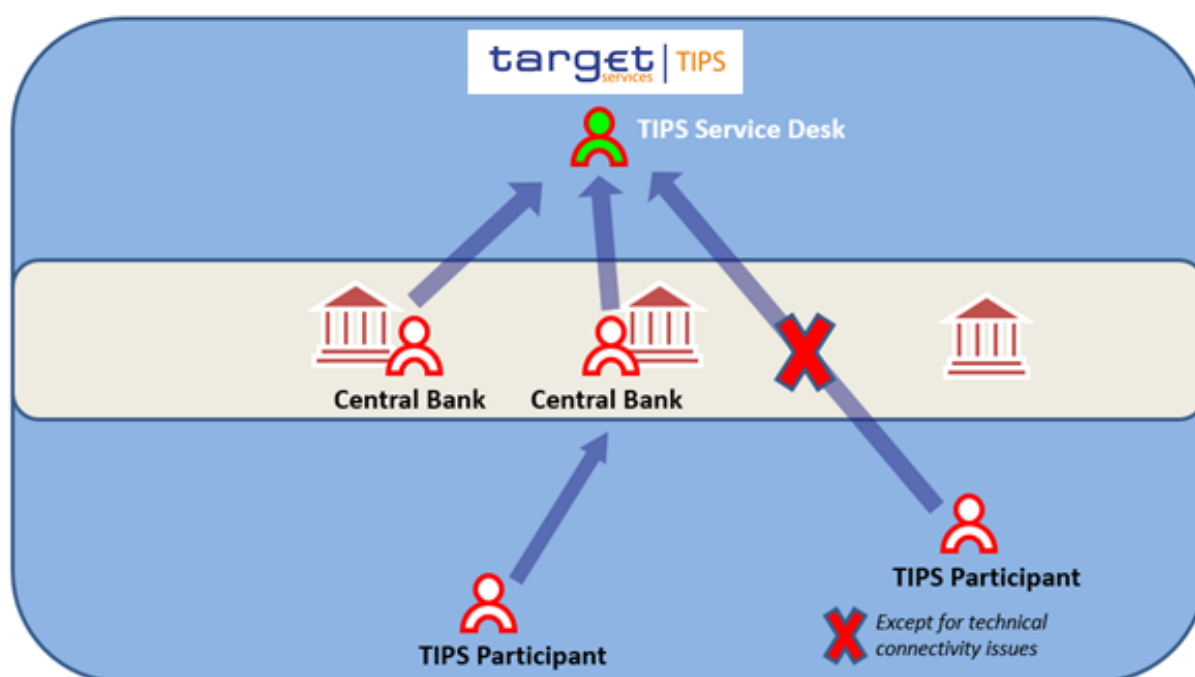 target | TIPS
services
TIPS Service Desk
Central Bank
Central Bank
TIPS Participant
Except for technical
connectivity issues
TIPS Participant